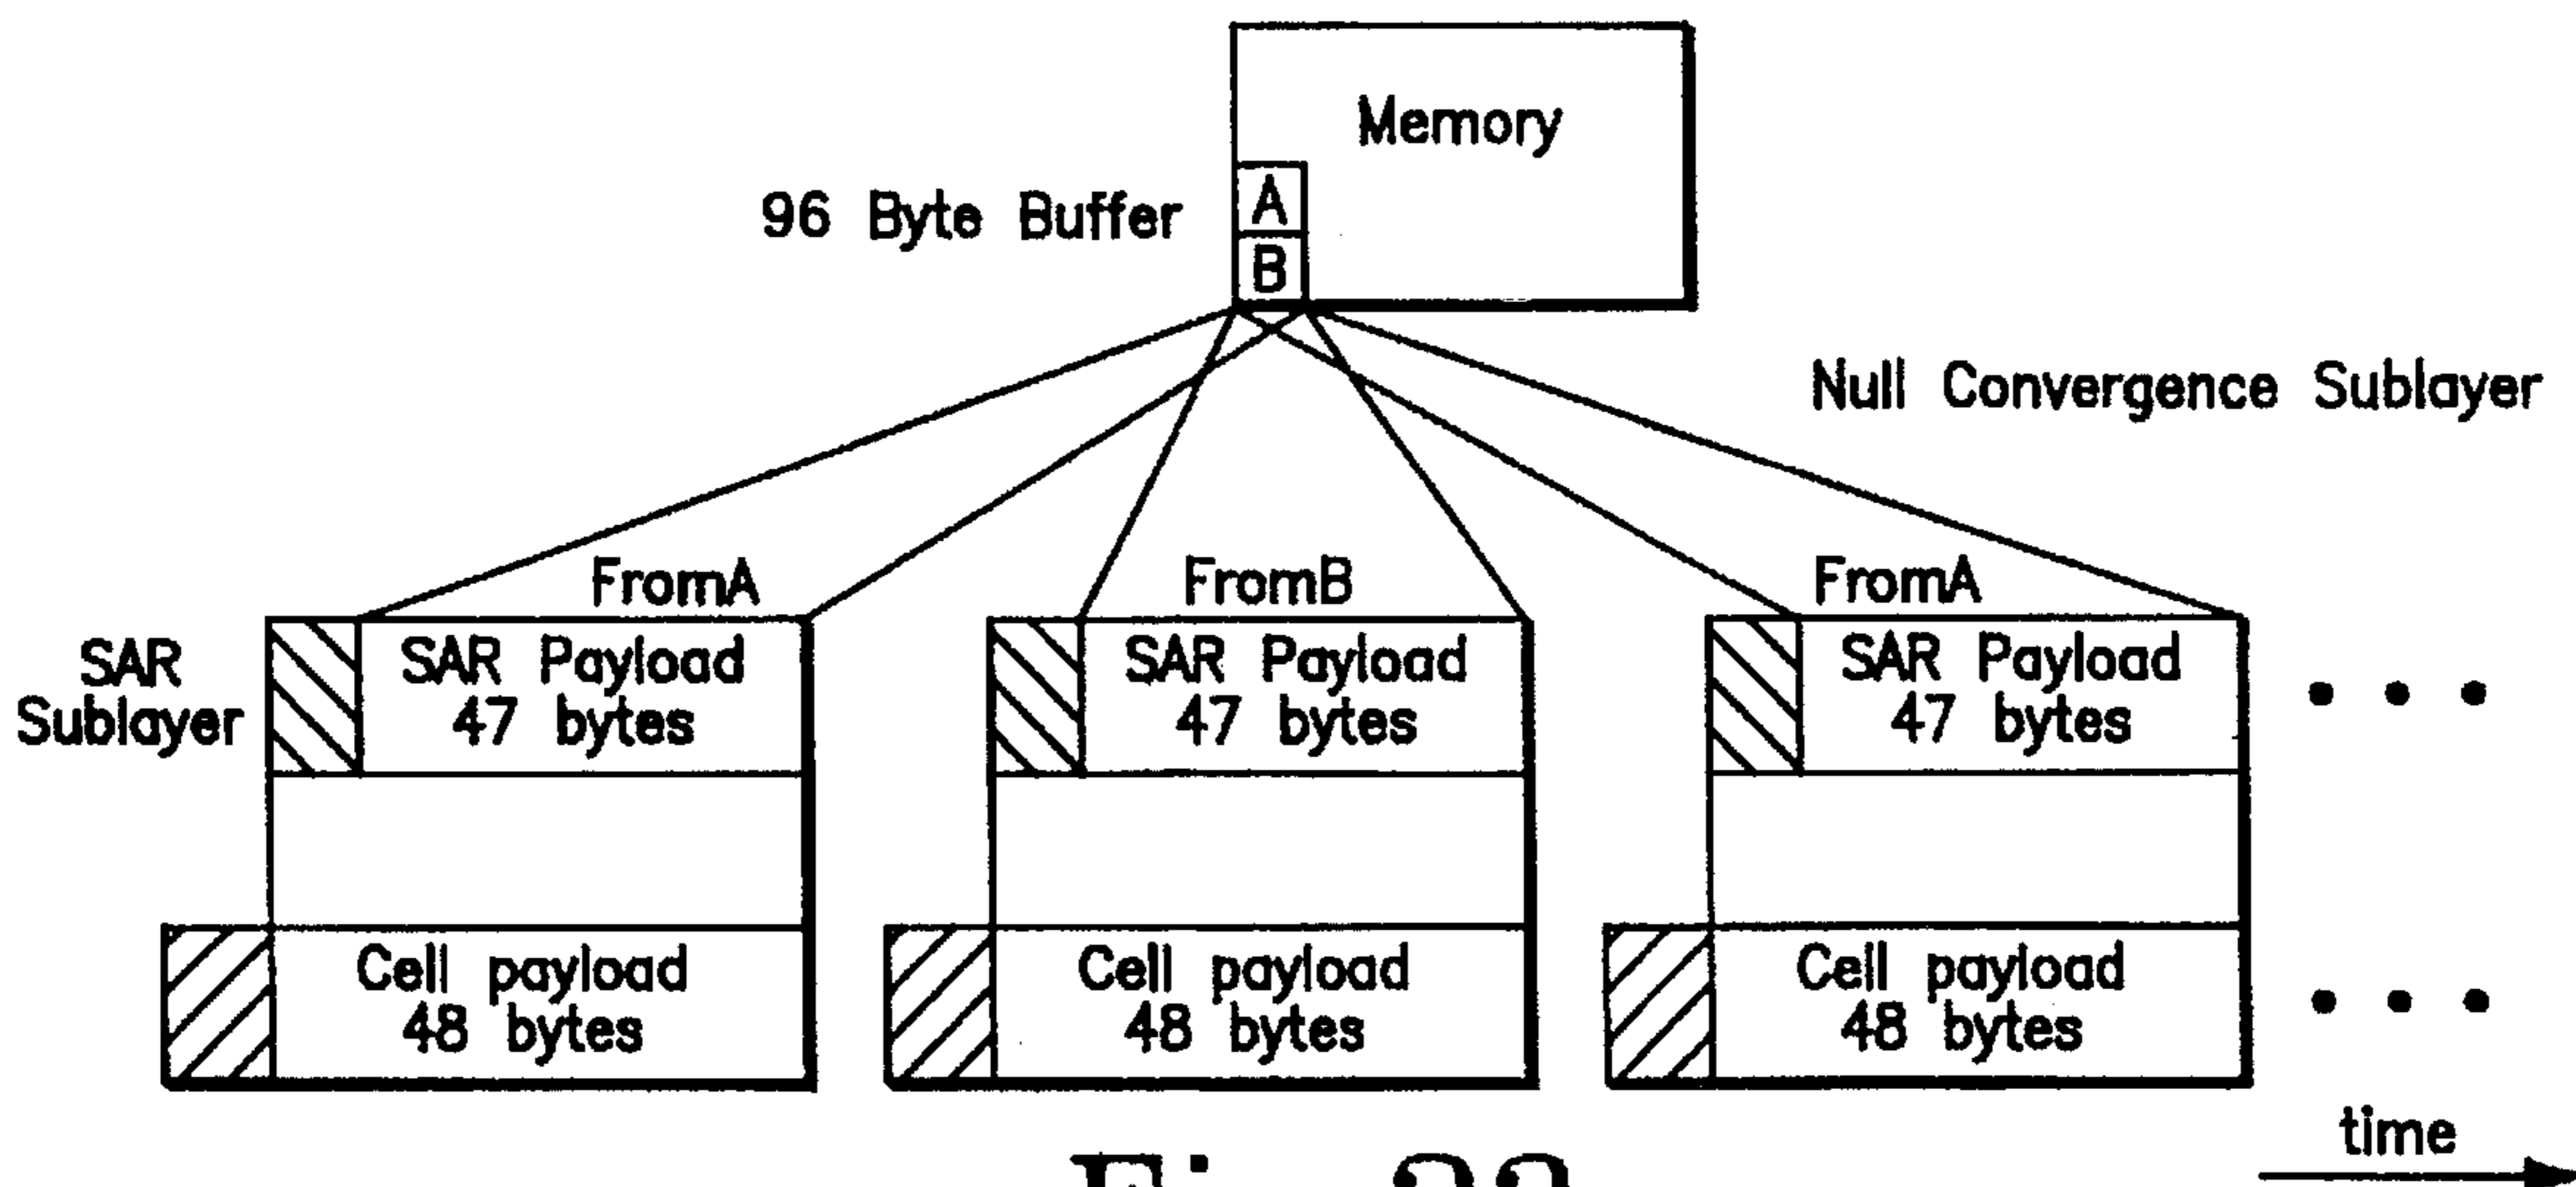 Memory
96 Byte Buffer
A
B
Null Convergence Sublayer
FromA
FromB
FromA
SAR
Sublayer
SAR Payload
47 bytes
SAR Payload
47 bytes
SAR Payload
47 bytes
Cell payload
48 bytes
Cell payload
48 bytes
Cell payload
48 bytes
time